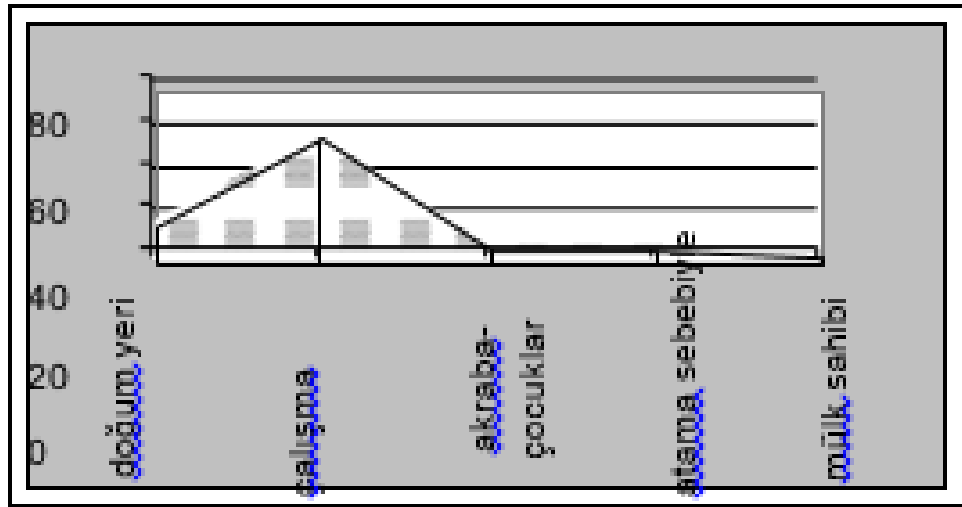 80
60
40
20
0
doğum yeri
çalışma
akraba-
çocuklar
atama sebebiyle
mülk sahibi